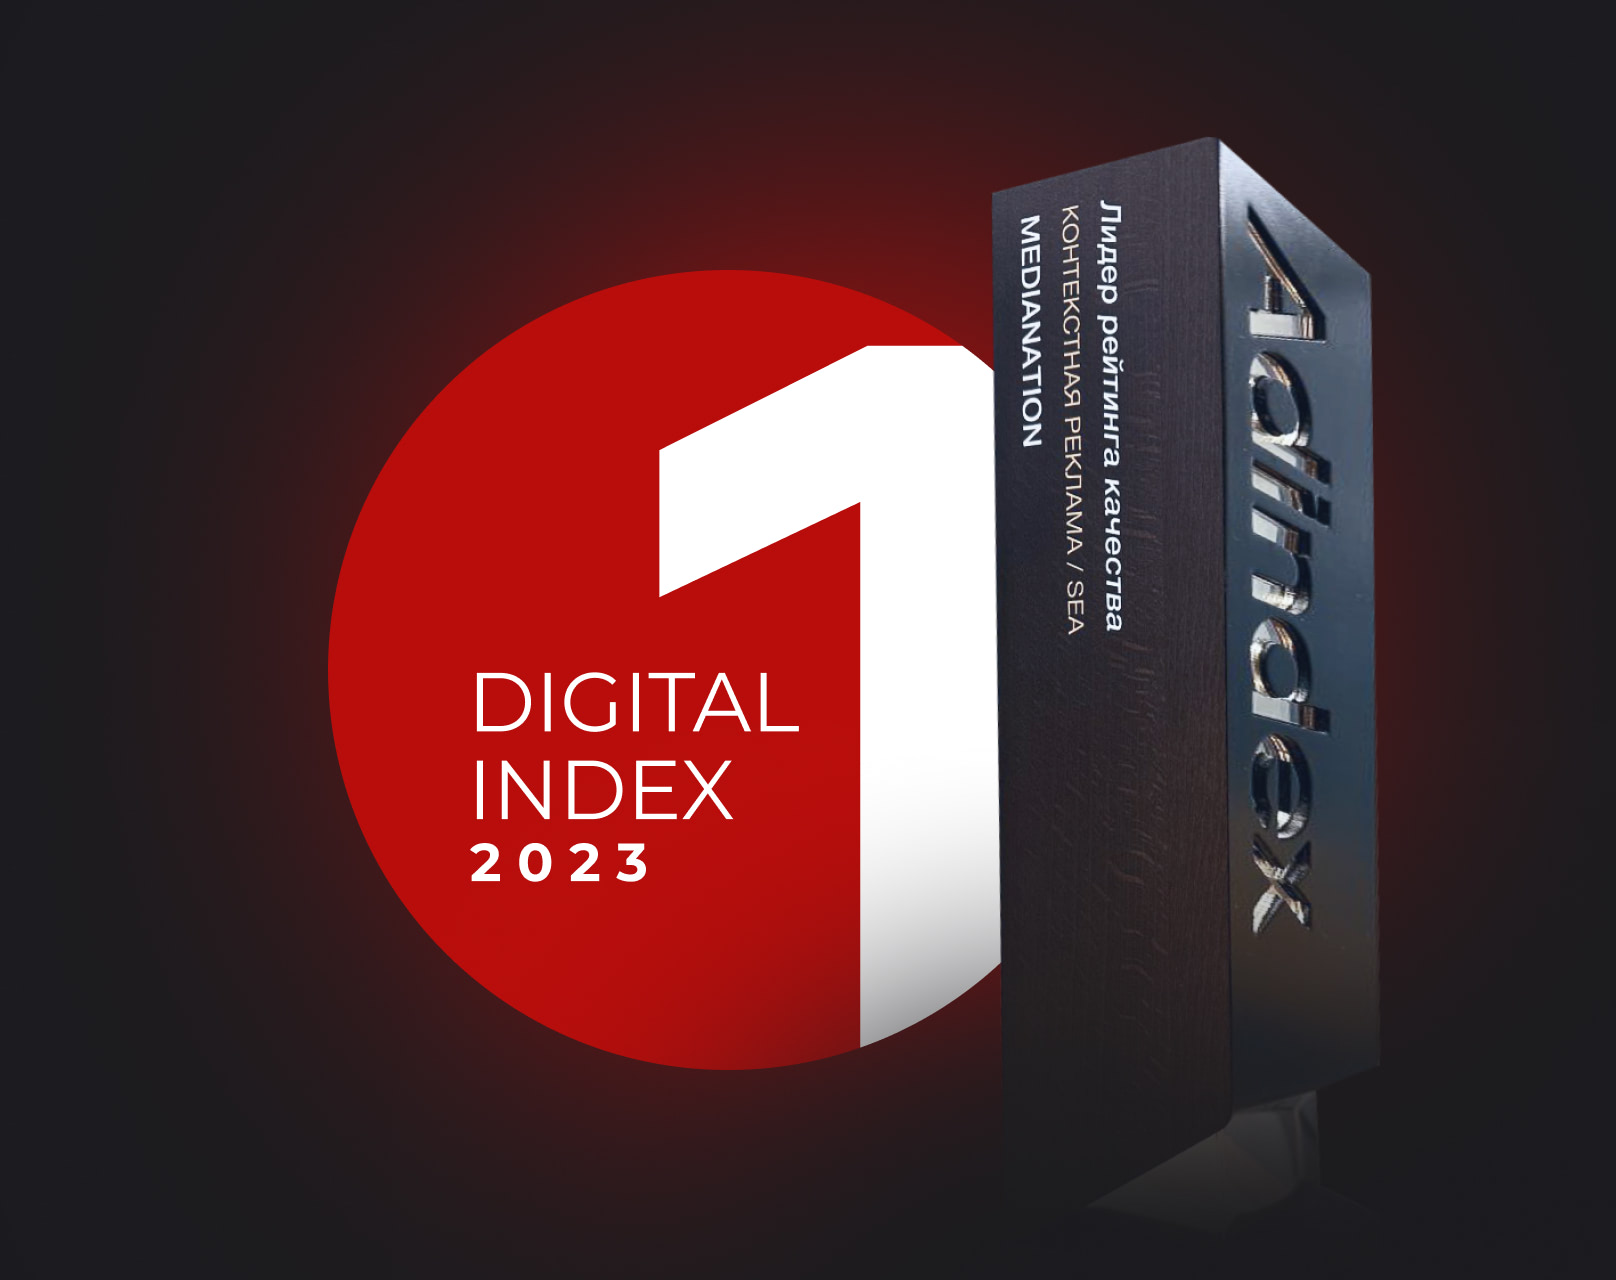 1
DIGITAL
INDEX
2023
Лидер рейтинга качества
КОНТЕКСТНАЯ РЕКЛАМА / SEA
MEDIANATION
AdIndex